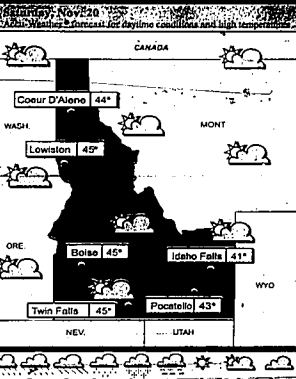 Saturday, Nov. 20
AccuWeather® forecast for daytime conditions and high temperatures
CANADA
Coeur D'Alene 44°
WASH.
MONT
Lewiston 45°
ORE.
Boise 45°
Idaho Falls 41°
WYO
Twin Falls 45°
Pocatello 43°
NEV.
UTAH